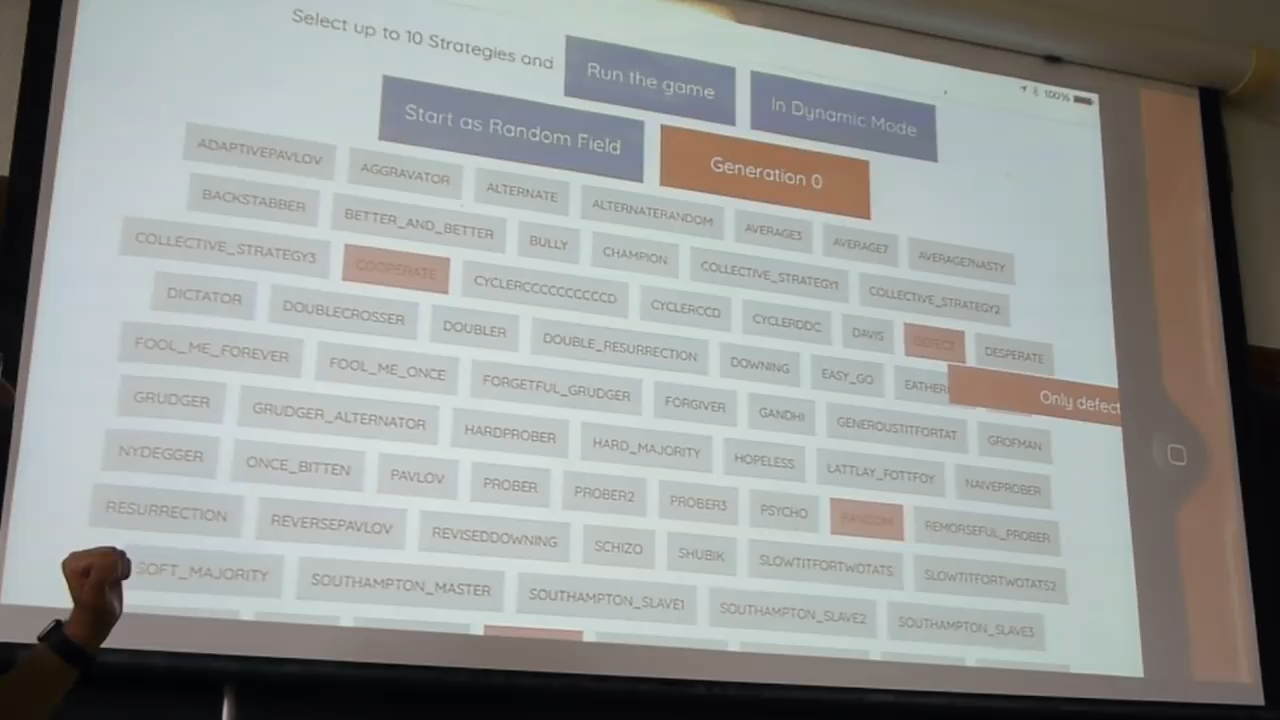 Select up to 10 Strategies and Run the game In Dynamic Mode
100%
Start as Random Field Generation 0
ADAPTIVEPAVLOV AGGRAVATOR ALTERNATE ALTERNATERANDOM AVERAGE3 AVERAGE7 AVERAGE7NASTY
BACKSTABBER BETTER_AND_BETTER BULLY CHAMPION COLLECTIVE_STRATEGY1 COLLECTIVE_STRATEGY2
COLLECTIVE_STRATEGY3 COOPERATE CYCLERCCCCCCCCCCD CYCLERCCD CYCLERDDC DAVIS DEFECT DESPERATE
DICTATOR DOUBLECROSSER DOUBLER DOUBLE_RESURRECTION DOWNING EASY_GO EATHER
Only defect
FOOL_ME_FOREVER FOOL_ME_ONCE FORGETFUL_GRUDGER FORGIVER GANDHI GENEROUSTITFORTAT GROFMAN
GRUDGER GRUDGER_ALTERNATOR HARDPROBER HARD_MAJORITY HOPELESS LATTLAY_FOTTFOY NAIVEPROBER
NYDEGGER ONCE_BITTEN PAVLOV PROBER PROBER2 PROBER3 PSYCHO RANDOM REMORSEFUL_PROBER
RESURRECTION REVERSEPAVLOV REVISEDDOWNING SCHIZO SHUBIK SLOWTITFORTWOTATS SLOWTITFORTWOTATS2
SOFT_MAJORITY SOUTHAMPTON_MASTER SOUTHAMPTON_SLAVE1 SOUTHAMPTON_SLAVE2 SOUTHAMPTON_SLAVE3